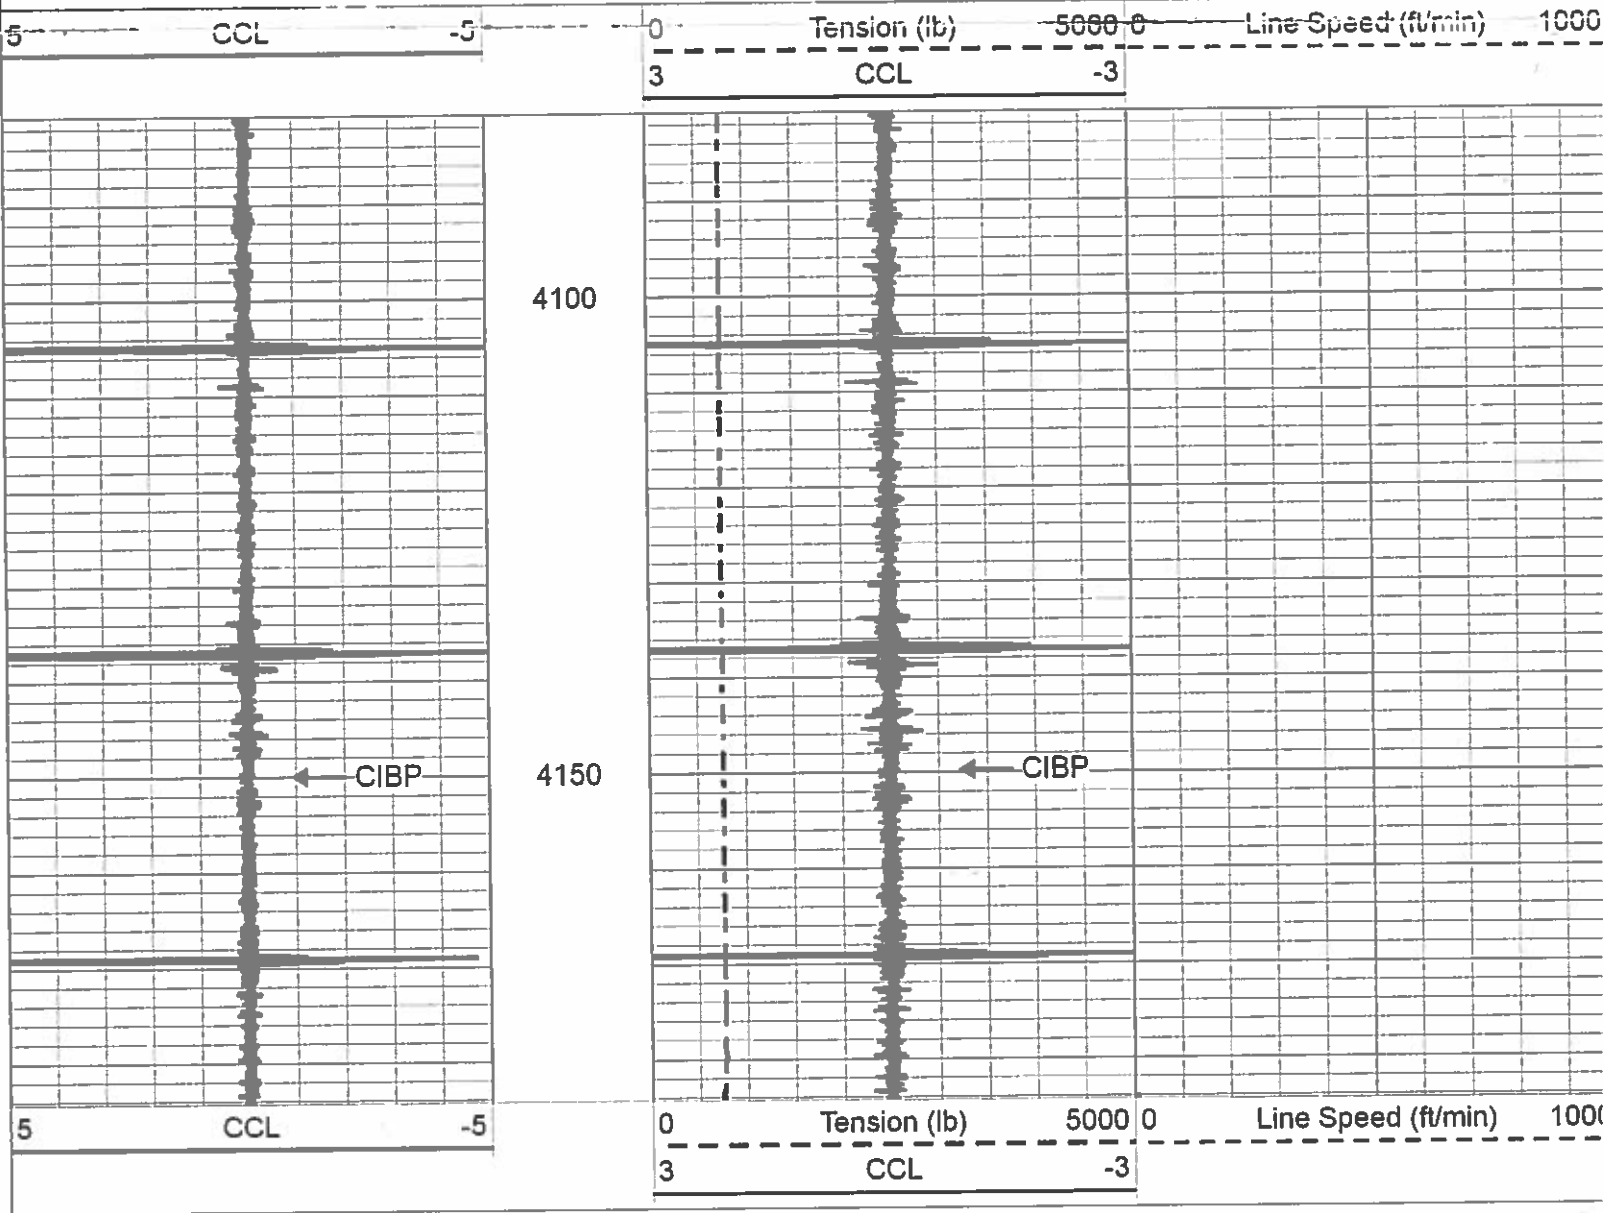 5 CCL -5 0 Tension (lb) 5000 0 Line Speed (ft/min) 1000
3 CCL -3
4100
CIBP 4150 CIBP
5 CCL -5 0 Tension (lb) 5000 0 Line Speed (ft/min)
3 CCL -3